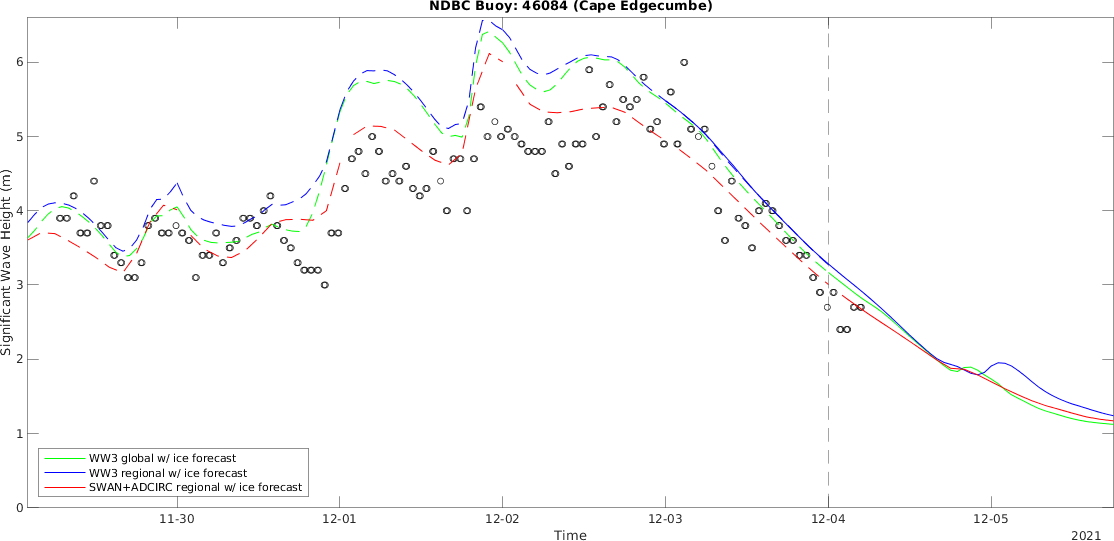 NDBC Buoy: 46084 (Cape Edgecumbe)
Significant Wave Height (m)
6
5
4
3
2
1
0
WW3 global w/ ice forecast
WW3 regional w/ ice forecast
SWAN+ADCIRC regional w/ ice forecast
11-30 12-01 12-02 12-03 12-04 12-05
Time
2021